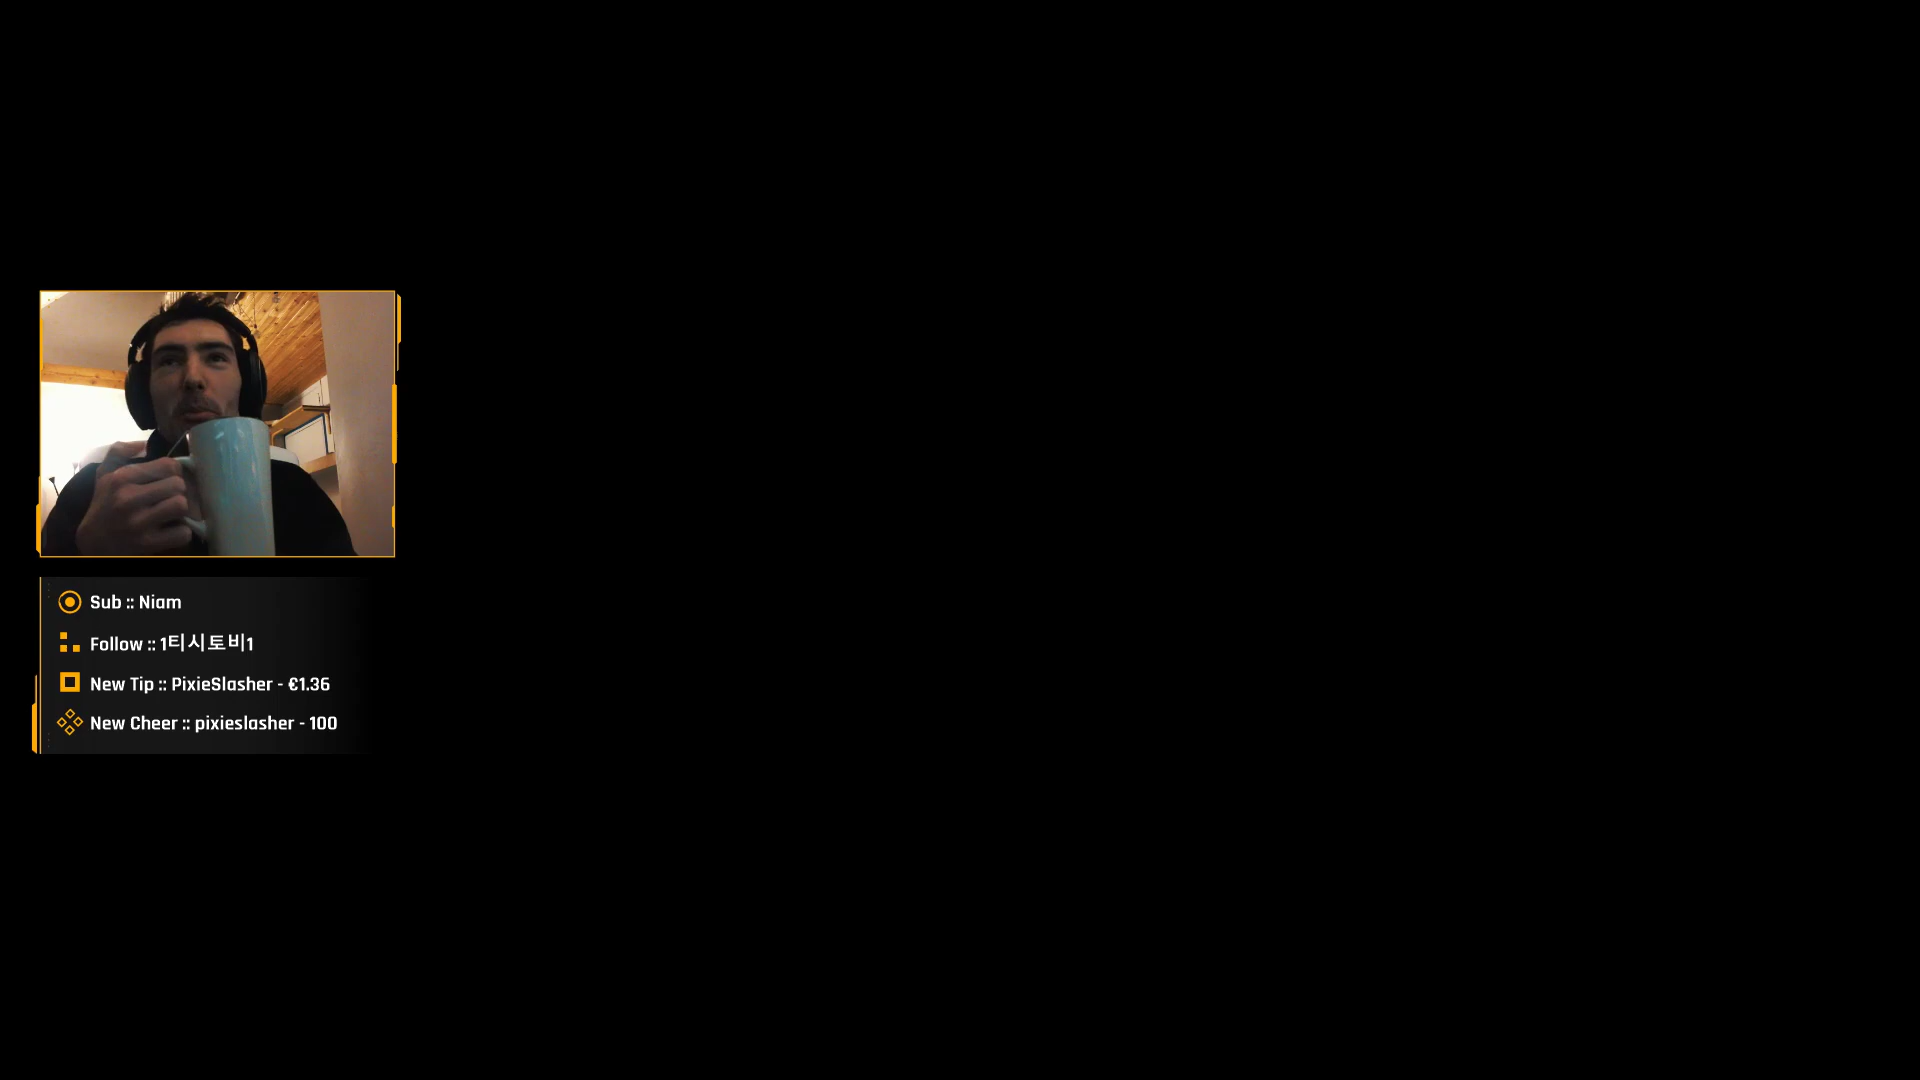 Sub :: Niam
Follow :: 1티시토비1
New Tip :: PixieSlasher - €1.36
New Cheer :: pixieslasher - 100